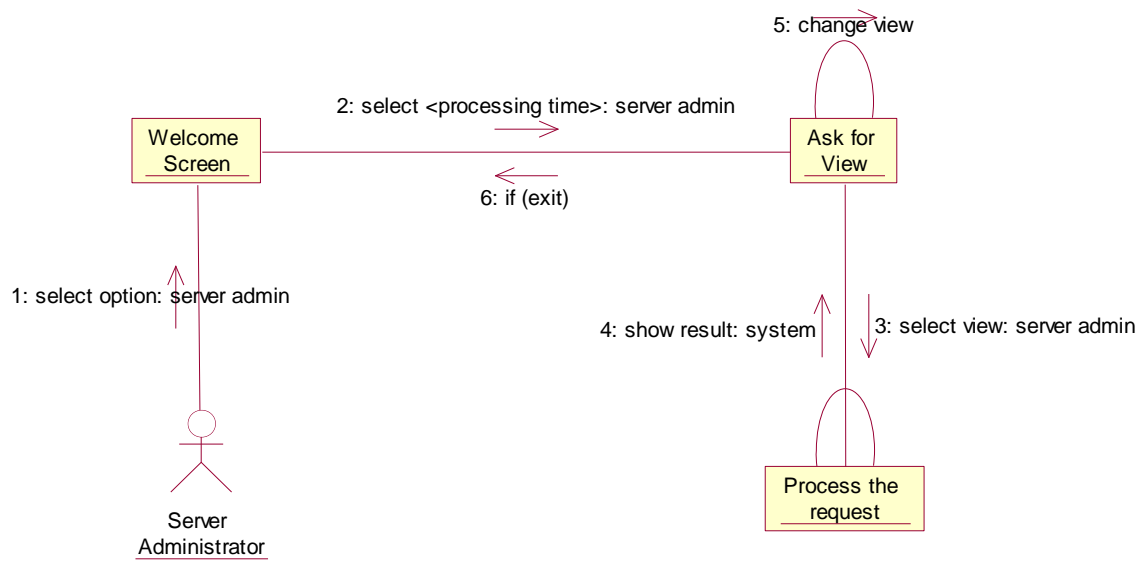 5: change view
2: select <processing time>: server admin
Welcome
Screen
Ask for
View
6: if (exit)
1: select option: server admin
4: show result: system
3: select view: server admin
Process the
request
Server
Administrator